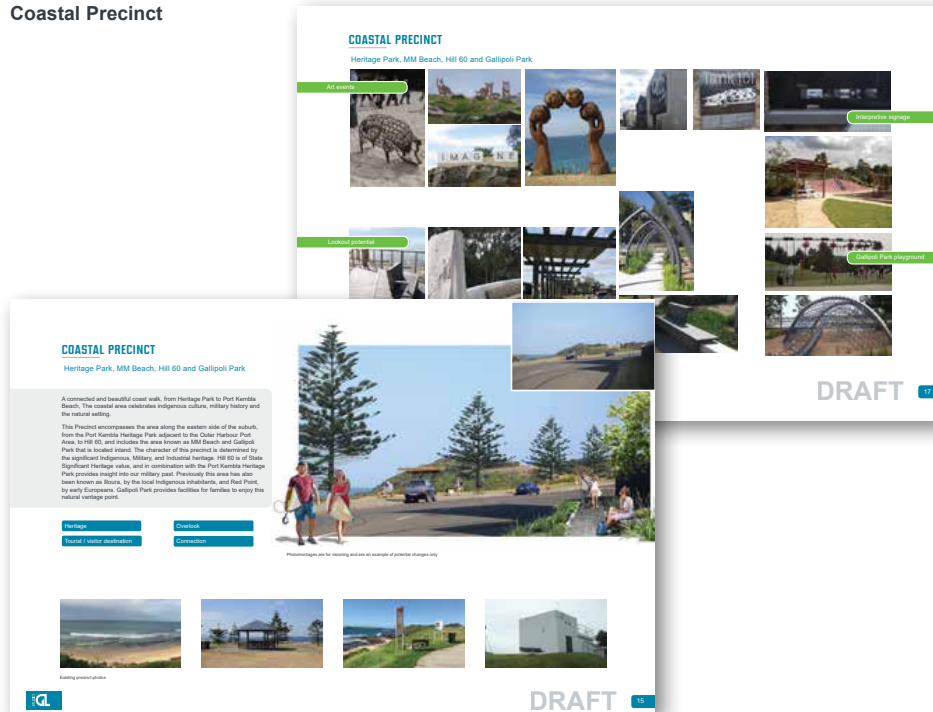 Coastal Precinct
COASTAL PRECINCT
Heritage Park, MM Beach, Hill 60 and Gallipoli Park
Art events
Interpretive signage
IMAG NE
Lookout potential
Gallipoli Park playground
DRAFT
17
COASTAL PRECINCT
Heritage Park, MM Beach, Hill 60 and Gallipoli Park
A connected and beautiful coast walk, from Heritage Park to Port Kembla
Beach, The coastal area celebrates indigenous culture, military history and
the natural setting.
This Precinct encompasses the area along the eastern side of the suburb,
from the Port Kembla Heritage Park adjacent to the Outer Harbour Port
Area, to Hill 60, and includes the area known as MM Beach and Gallipoli
Park that is located inland. The character of this precinct is determined by
the significant Indigenous, Military, and Industrial heritage. Hill 60 is of State
Significant Heritage value, and in combination with the Port Kembla Heritage
Park provides insight into our military past. Previously this area has also
been known as Illoura, by the local Indigenous inhabitants, and Red Point,
by early Europeans. Gallipoli Park provides facilities for families to enjoy this
natural vantage point.
Heritage
Overlook
Tourist / visitor destination
Connection
Photomontages are for visioning and are an example of potential changes only
Existing precinct photos
GL
DRAFT
15